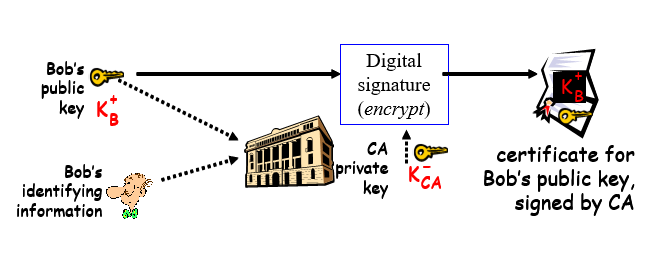 Bob's
public
key
K+B
Digital
signature
(encrypt)
K+B
Bob's
identifying
information
CA
private
key
K-CA
certificate for
Bob's public key,
signed by CA